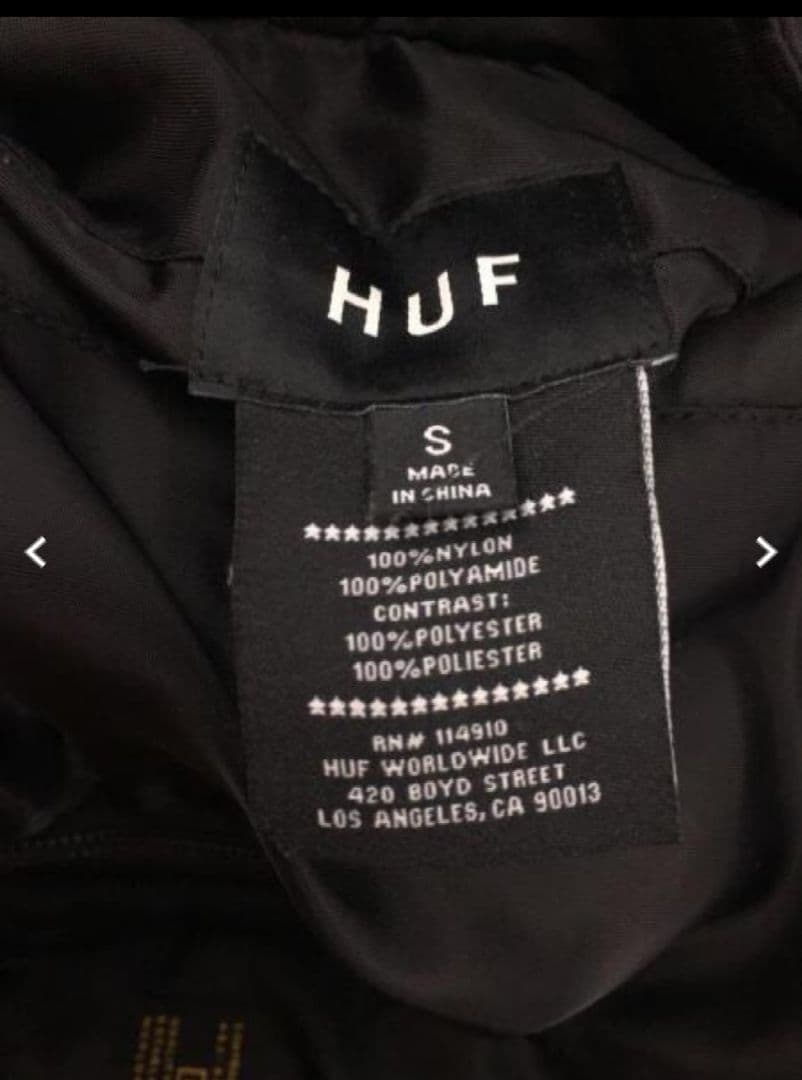 HUF
S
MADE
IN CHINA
100%NYLON
100%POLYAMIDE
CONTRAST:
100%POLYESTER
100%POLIESTER
RN# 114910
HUF WORLDWIDE LLC
420 BOYD STREET
LOS ANGELES, CA 90013